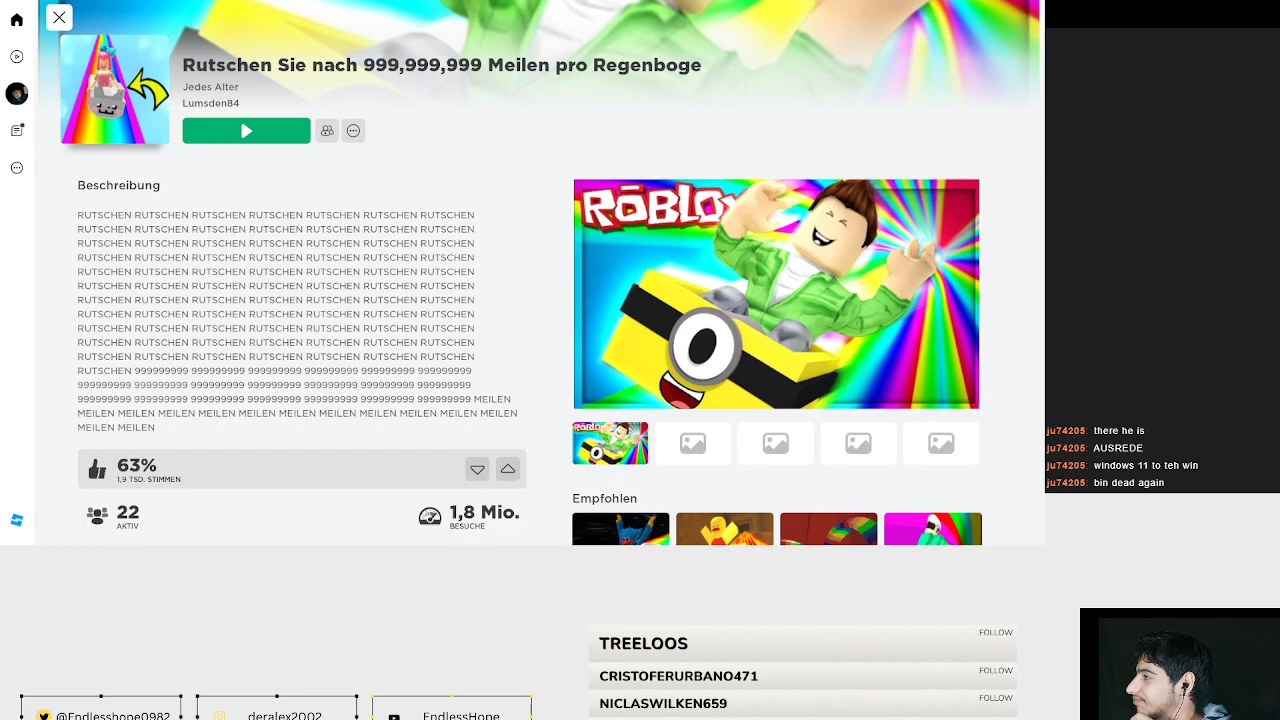 Rutschen Sie nach 999,999,999 Meilen pro Regenboge
Jedes Alter
Lumsden84
Beschreibung
RUTSCHEN RUTSCHEN RUTSCHEN RUTSCHEN RUTSCHEN RUTSCHEN RUTSCHEN
RUTSCHEN RUTSCHEN RUTSCHEN RUTSCHEN RUTSCHEN RUTSCHEN RUTSCHEN
RUTSCHEN RUTSCHEN RUTSCHEN RUTSCHEN RUTSCHEN RUTSCHEN RUTSCHEN
RUTSCHEN RUTSCHEN RUTSCHEN RUTSCHEN RUTSCHEN RUTSCHEN RUTSCHEN
RUTSCHEN RUTSCHEN RUTSCHEN RUTSCHEN RUTSCHEN RUTSCHEN RUTSCHEN
RUTSCHEN RUTSCHEN RUTSCHEN RUTSCHEN RUTSCHEN RUTSCHEN RUTSCHEN
RUTSCHEN RUTSCHEN RUTSCHEN RUTSCHEN RUTSCHEN RUTSCHEN RUTSCHEN
RUTSCHEN RUTSCHEN RUTSCHEN RUTSCHEN RUTSCHEN RUTSCHEN RUTSCHEN
RUTSCHEN RUTSCHEN RUTSCHEN RUTSCHEN RUTSCHEN RUTSCHEN RUTSCHEN
RUTSCHEN RUTSCHEN RUTSCHEN RUTSCHEN RUTSCHEN RUTSCHEN RUTSCHEN
RUTSCHEN RUTSCHEN RUTSCHEN RUTSCHEN RUTSCHEN RUTSCHEN RUTSCHEN
RUTSCHEN 999999999 999999999 999999999 999999999 999999999 999999999
999999999 999999999 999999999 999999999 999999999 999999999 999999999
999999999 999999999 999999999 999999999 999999999 999999999 999999999 MEILEN
MEILEN MEILEN MEILEN MEILEN MEILEN MEILEN MEILEN MEILEN MEILEN MEILEN MEILEN
MEILEN MEILEN
63%
1,9 TSD. STIMMEN
22
AKTIV
1,8 Mio.
BESUCHE
ROBLOX
Empfohlen
ju74205: there he is
ju74205: AUSREDE
ju74205: windows 11 to teh win
ju74205: bin dead again
TREELOOS FOLLOW
CRISTOFERURBANO471 FOLLOW
NICLASWILKEN659 FOLLOW
@Endlesshope0982
deralex2002
EndlessHope